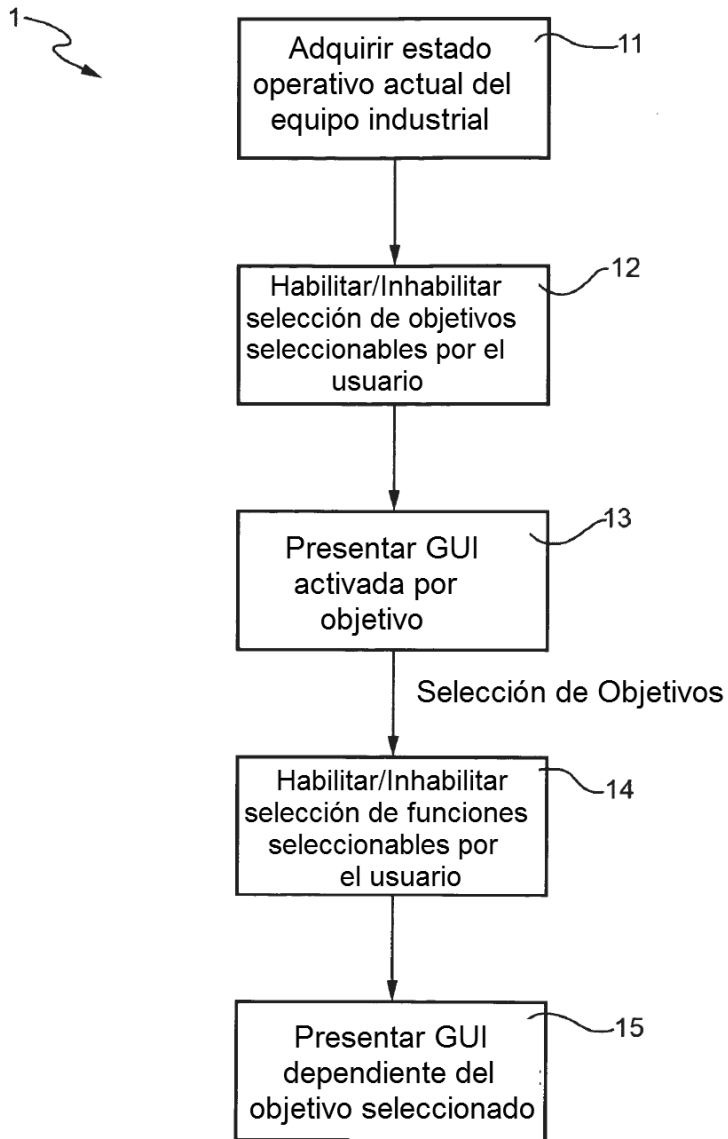 1
Adquirir estado
operativo actual del
equipo industrial
11
Habilitar/Inhabilitar
selección de objetivos
seleccionables por el
usuario
12
Presentar GUI
activada por
objetivo
13
Selección de Objetivos
Habilitar/Inhabilitar
selección de funciones
seleccionables por
el usuario
14
Presentar GUI
dependiente del
objetivo seleccionado
15